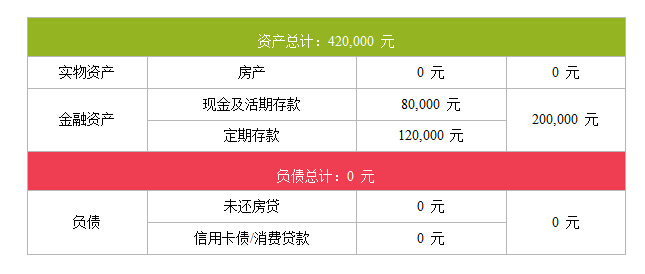 资产总计：420,000 元
实物资产 房产 0 元 0 元
金融资产 现金及活期存款 80,000 元 200,000 元
定期存款 120,000 元
负债总计：0 元
负债 未还房贷 0 元 0 元
信用卡债/消费贷款 0 元